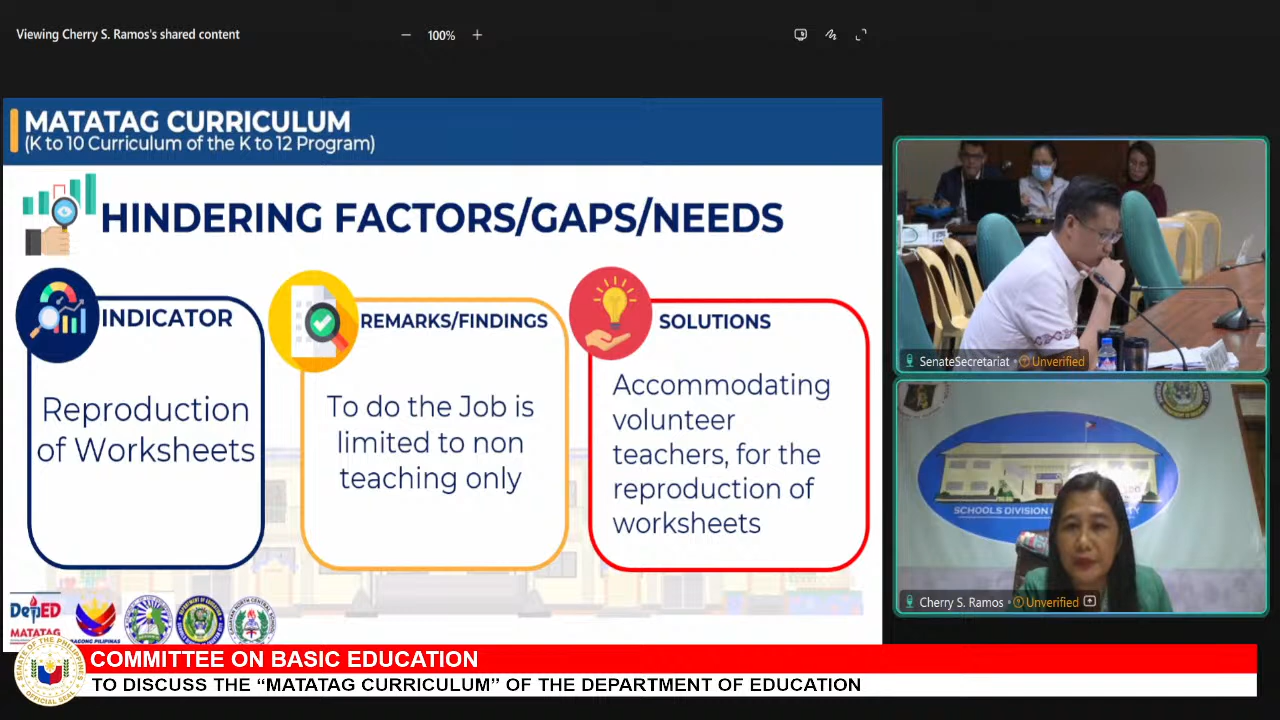 Viewing Cherry S. Ramos's shared content
100%
MATATAG CURRICULUM
(K to 10 Curriculum of the K to 12 Program)
HINDERING FACTORS/GAPS/NEEDS
INDICATOR
Reproduction
of Worksheets
REMARKS/FINDINGS
To do the Job is
limited to non
teaching only
SOLUTIONS
Accommodating
volunteer
teachers, for the
reproduction of
worksheets
SenateSecretariat
Unverified
SCHOOLS DIVISION
Cherry S. Ramos
Unverified
DepED
MATATAG
PILIPINAS
COMMITTEE ON BASIC EDUCATION
TO DISCUSS THE “MATATAG CURRICULUM” OF THE DEPARTMENT OF EDUCATION